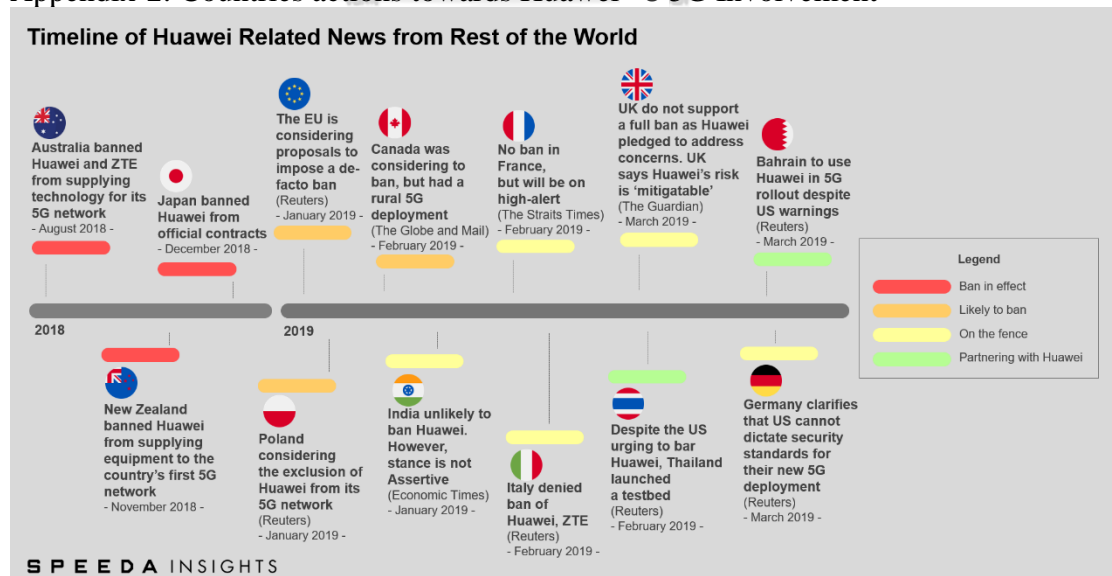 Appendix 2: Countries actions towards Huawei' 5G involvement
Timeline of Huawei Related News from Rest of the World
Australia banned
Huawei and ZTE
from supplying
technology for its
5G network
- August 2018 -
Japan banned
Huawei from
official contracts
- December 2018 -
The EU is
considering
proposals to
impose a de-
facto ban
(Reuters)
- January 2019 -
Canada was
considering to
ban, but had a
rural 5G
deployment
(The Globe and Mail)
- February 2019 -
No ban in
France,
but will be on
high-alert
(The Straits Times)
- February 2019 -
UK do not support
a full ban as Huawei
pledged to address
concerns. UK
says Huawei's risk
is 'mitigatable'
(The Guardian)
- March 2019 -
Bahrain to use
Huawei in 5G
rollout despite
US warnings
(Reuters)
- March 2019 -
Legend
Ban in effect
Likely to ban
On the fence
Partnering with Huawei
2018
2019
New Zealand
banned Huawei
from supplying
equipment to the
country's first 5G
network
- November 2018 -
Poland
considering
the exclusion of
Huawei from its
5G network
(Reuters)
- January 2019 -
India unlikely to
ban Huawei.
However,
stance is not
Assertive
(Economic Times)
- January 2019 -
Italy denied
ban of
Huawei, ZTE
(Reuters)
- February 2019 -
Despite the US
urging to bar
Huawei, Thailand
launched
a testbed
(Reuters)
- February 2019 -
Germany clarifies
that US cannot
dictate security
standards for
their new 5G
deployment
(Reuters)
- March 2019 -
SPEEDA INSIGHTS